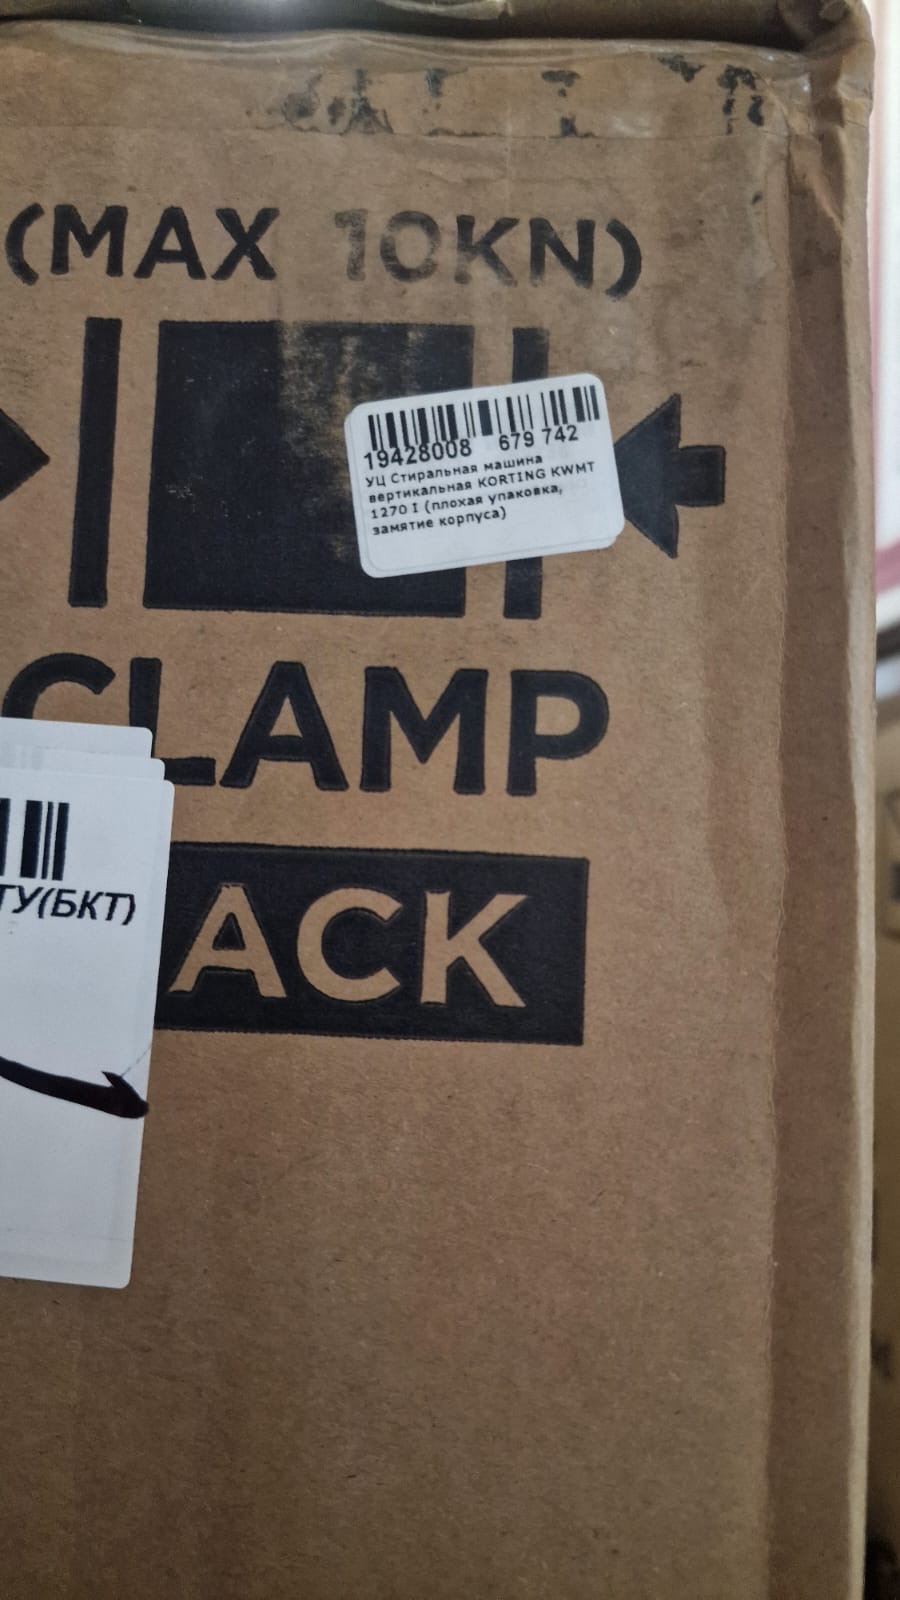 (MAX 10KN)
19428008 679 742
УЦ Стиральная машина
вертикальная KORTING KWMT
1270 I (плохая упаковка,
замятие корпуса)
CLAMP
ТУ(БКТ)
ACK